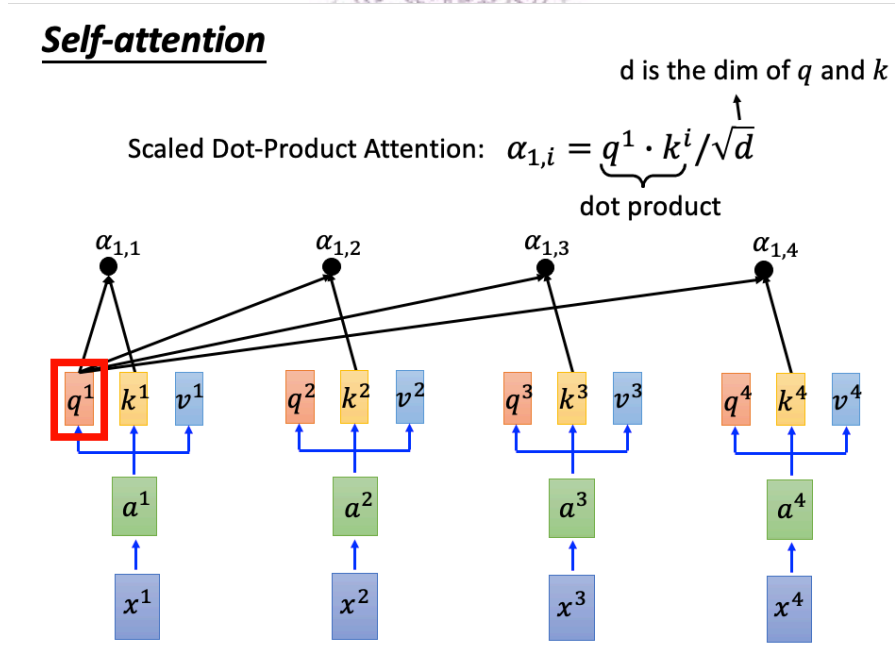 Self-attention
d is the dim of q and k
Scaled Dot-Product Attention: α₁,₁ = q¹ · kⁱ/√d
dot product
α₁,₁ α₁,₂ α₁,₃ α₁,₄
q¹ k¹ v¹ q² k² v² q³ k³ v³ q⁴ k⁴ v⁴
a¹ a² a³ a⁴
x¹ x² x³ x⁴